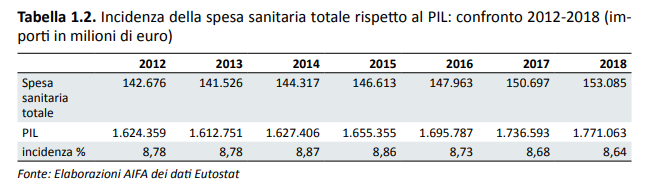 Tabella 1.2. Incidenza della spesa sanitaria totale rispetto al PIL: confronto 2012-2018 (im-
porti in milioni di euro)
2012 2013 2014 2015 2016 2017 2018
Spesa 142.676 141.526 144.317 146.613 147.963 150.697 153.085
sanitaria
totale
PIL 1.624.359 1.612.751 1.627.406 1.655.355 1.695.787 1.736.593 1.771.063
incidenza % 8,78 8,78 8,87 8,86 8,73 8,68 8,64
Fonte: Elaborazioni AIFA dei dati Eutostat